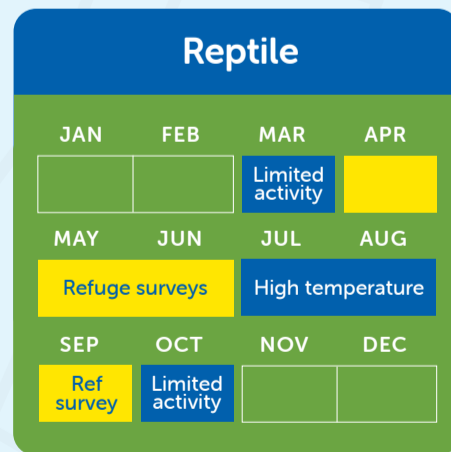 Reptile
JAN FEB MAR APR
Limited
activity
MAY JUN JUL AUG
Refuge surveys High temperature
SEP OCT NOV DEC
Ref
survey
Limited
activity